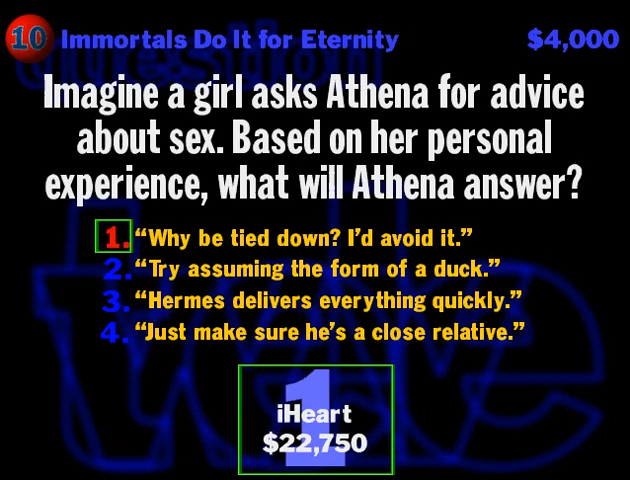 10 Immortals Do It for Eternity $4,000
Imagine a girl asks Athena for advice
about sex. Based on her personal
experience, what will Athena answer?
1. “Why be tied down? I’d avoid it.”
2. “Try assuming the form of a duck.”
3. “Hermes delivers everything quickly.”
4. “Just make sure he’s a close relative.”
1
iHeart
$22,750